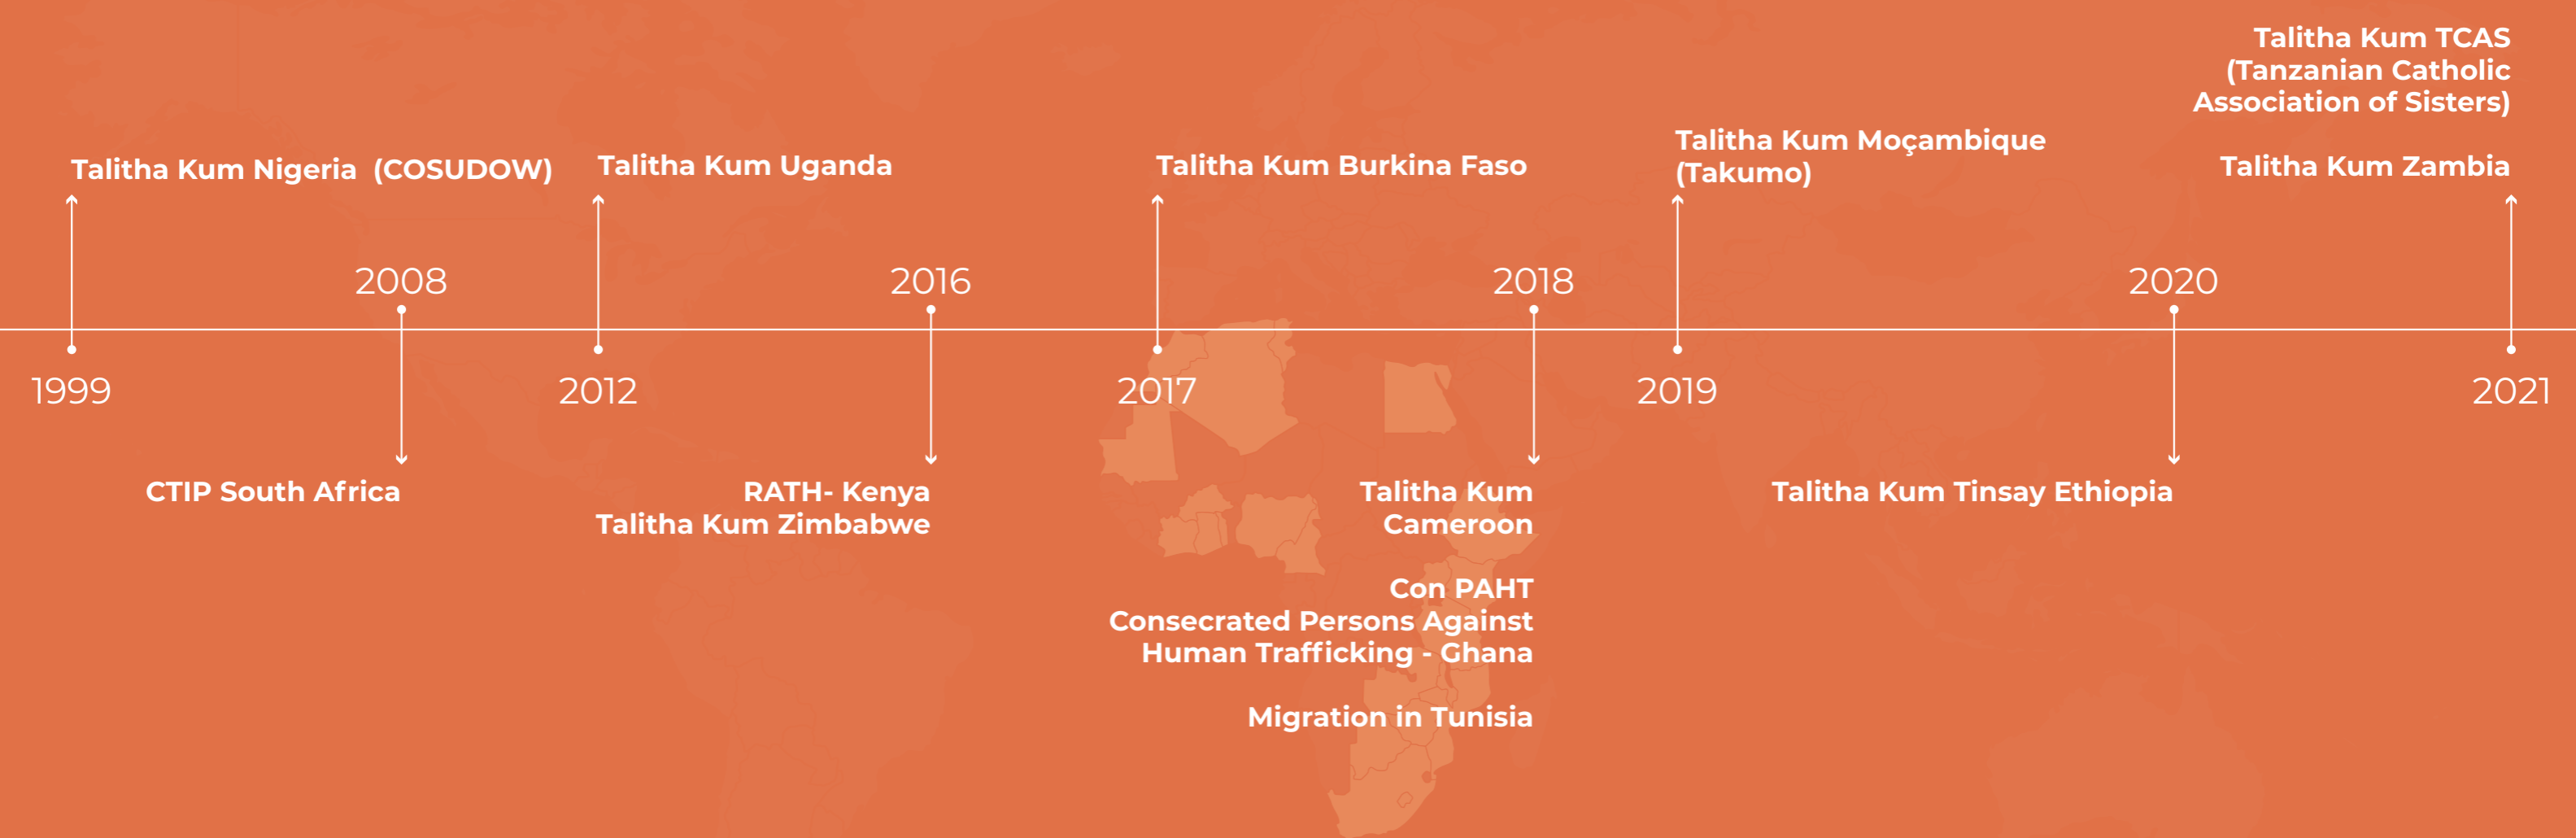 1999
Talitha Kum Nigeria (COSUDOW)
2008
CTIP South Africa
2012
Talitha Kum Uganda
2016
RATH- Kenya
Talitha Kum Zimbabwe
2017
Talitha Kum Burkina Faso
2018
Talitha Kum
Cameroon
Con PAHT
Consecrated Persons Against
Human Trafficking - Ghana
Migration in Tunisia
2019
Talitha Kum Moçambique
(Takumo)
2020
Talitha Kum Tinsay Ethiopia
2021
Talitha Kum TCAS
(Tanzanian Catholic
Association of Sisters)
Talitha Kum Zambia